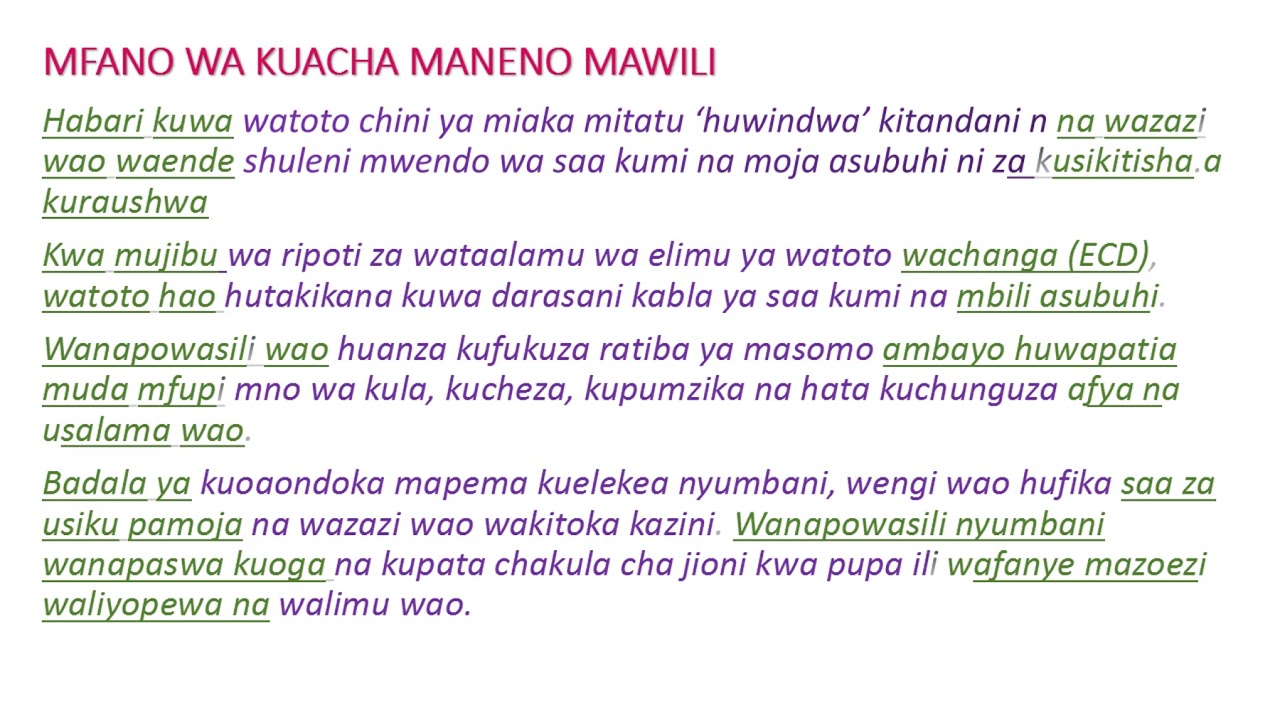 MFANO WA KUACHA MANENO MAWILI
Habari kuwa watoto chini ya miaka mitatu ‘huwindwa’ kitandani n na wazazi
wao waende shuleni mwendo wa saa kumi na moja asubuhi ni za kusikitisha.a
kuraushwa
Kwa mujibu wa ripoti za wataalamu wa elimu ya watoto wachanga (ECD),
watoto hao hutakikana kuwa darasani kabla ya saa kumi na mbili asubuhi.
Wanapowasili wao huanza kufukuza ratiba ya masomo ambayo huwapatia
muda mfupi mno wa kula, kucheza, kupumzika na hata kuchunguza afya na
usalama wao.
Badala ya kuoaondoka mapema kuelekea nyumbani, wengi wao hufika saa za
usiku pamoja na wazazi wao wakitoka kazini. Wanapowasili nyumbani
wanapaswa kuoga na kupata chakula cha jioni kwa pupa ili wafanye mazoezi
waliyopewa na walimu wao.